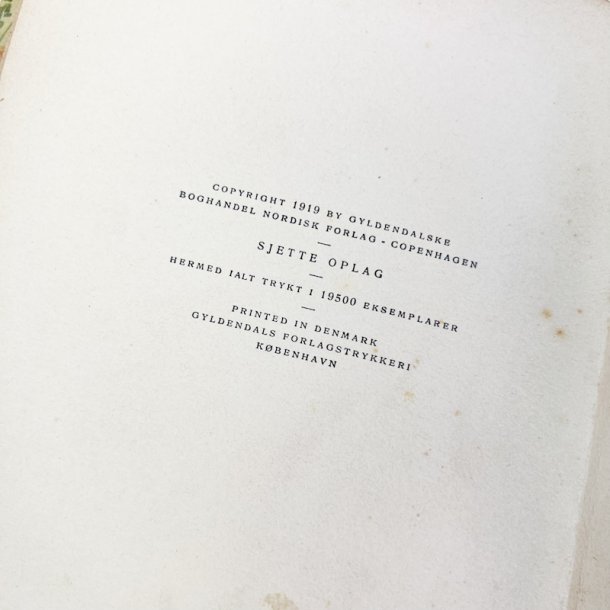 COPYRIGHT 1919 BY GYLDENDALSKE
BOGHANDEL NORDISK FORLAG - COPENHAGEN
—
SJETTE OPLAG
—
HERMED IALT TRYKT I 19500 EKSEMPLARER
—
PRINTED IN DENMARK
GYLDENDALS FORLAGSTRYKKERI
KØBENHAVN